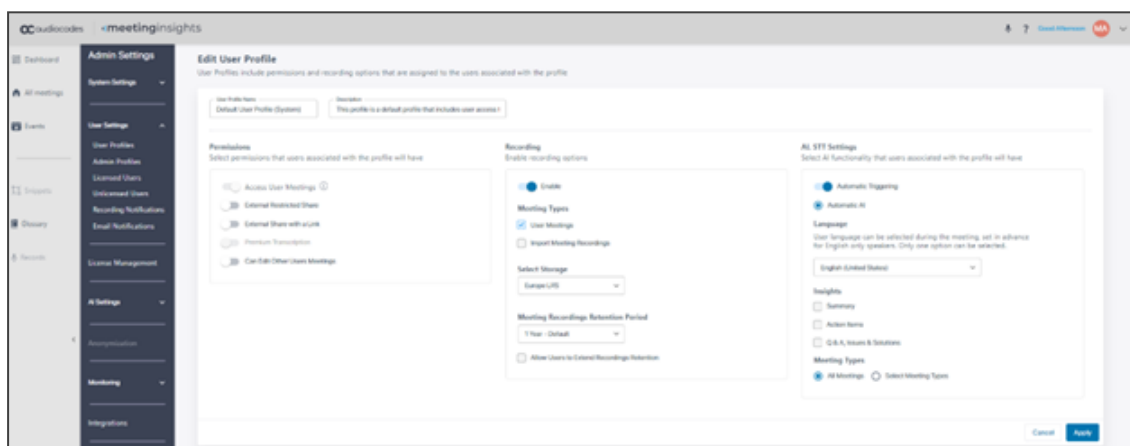 audiocodes meetinginsights
? Good Afternoon MA
Dashboard
All meetings
Events
Snippets
Glossary
Records
Admin Settings
System Settings
User Settings
User Profiles
Admin Profiles
Licensed Users
Unlicensed Users
Recording Notifications
Email Notifications
License Management
AI Settings
Anonymization
Monitoring
Integrations
Edit User Profile
User Profiles include permissions and recording options that are assigned to the users associated with the profile
User Profile Name
Default User Profile (System)
Description
This profile is a default profile that includes user access r
Permissions
Select permissions that users associated with the profile will have
Access User Meetings
External Restricted Share
External Share with a Link
Premium Transcription
Can Edit Other Users Meetings
Recording
Enable recording options
Enable
Meeting Types
User Meetings
Import Meeting Recordings
Select Storage
Europe LRS
Meeting Recordings Retention Period
1 Year - Default
Allow Users to Extend Recordings Retention
AI, STT Settings
Select AI functionality that users associated with the profile will have
Automatic Triggering
Automatic AI
Language
User language can be selected during the meeting, set in advance
for English only speakers. Only one option can be selected.
English (United States)
Insights
Summary
Action Items
Q & A, Issues & Solutions
Meeting Types
All Meetings Select Meeting Types
Cancel Apply